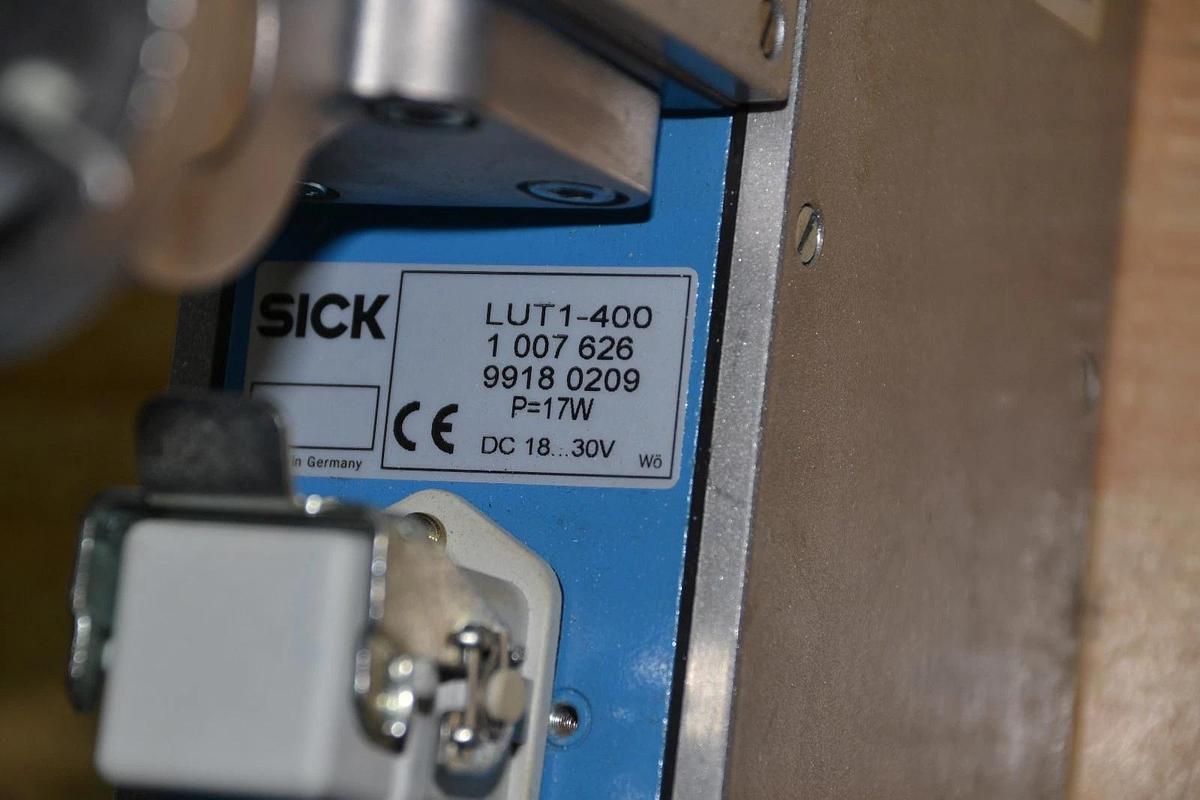 SICK
LUT1-400
1 007 626
9918 0209
P=17W
CE
DC 18...30V
in Germany
Wö